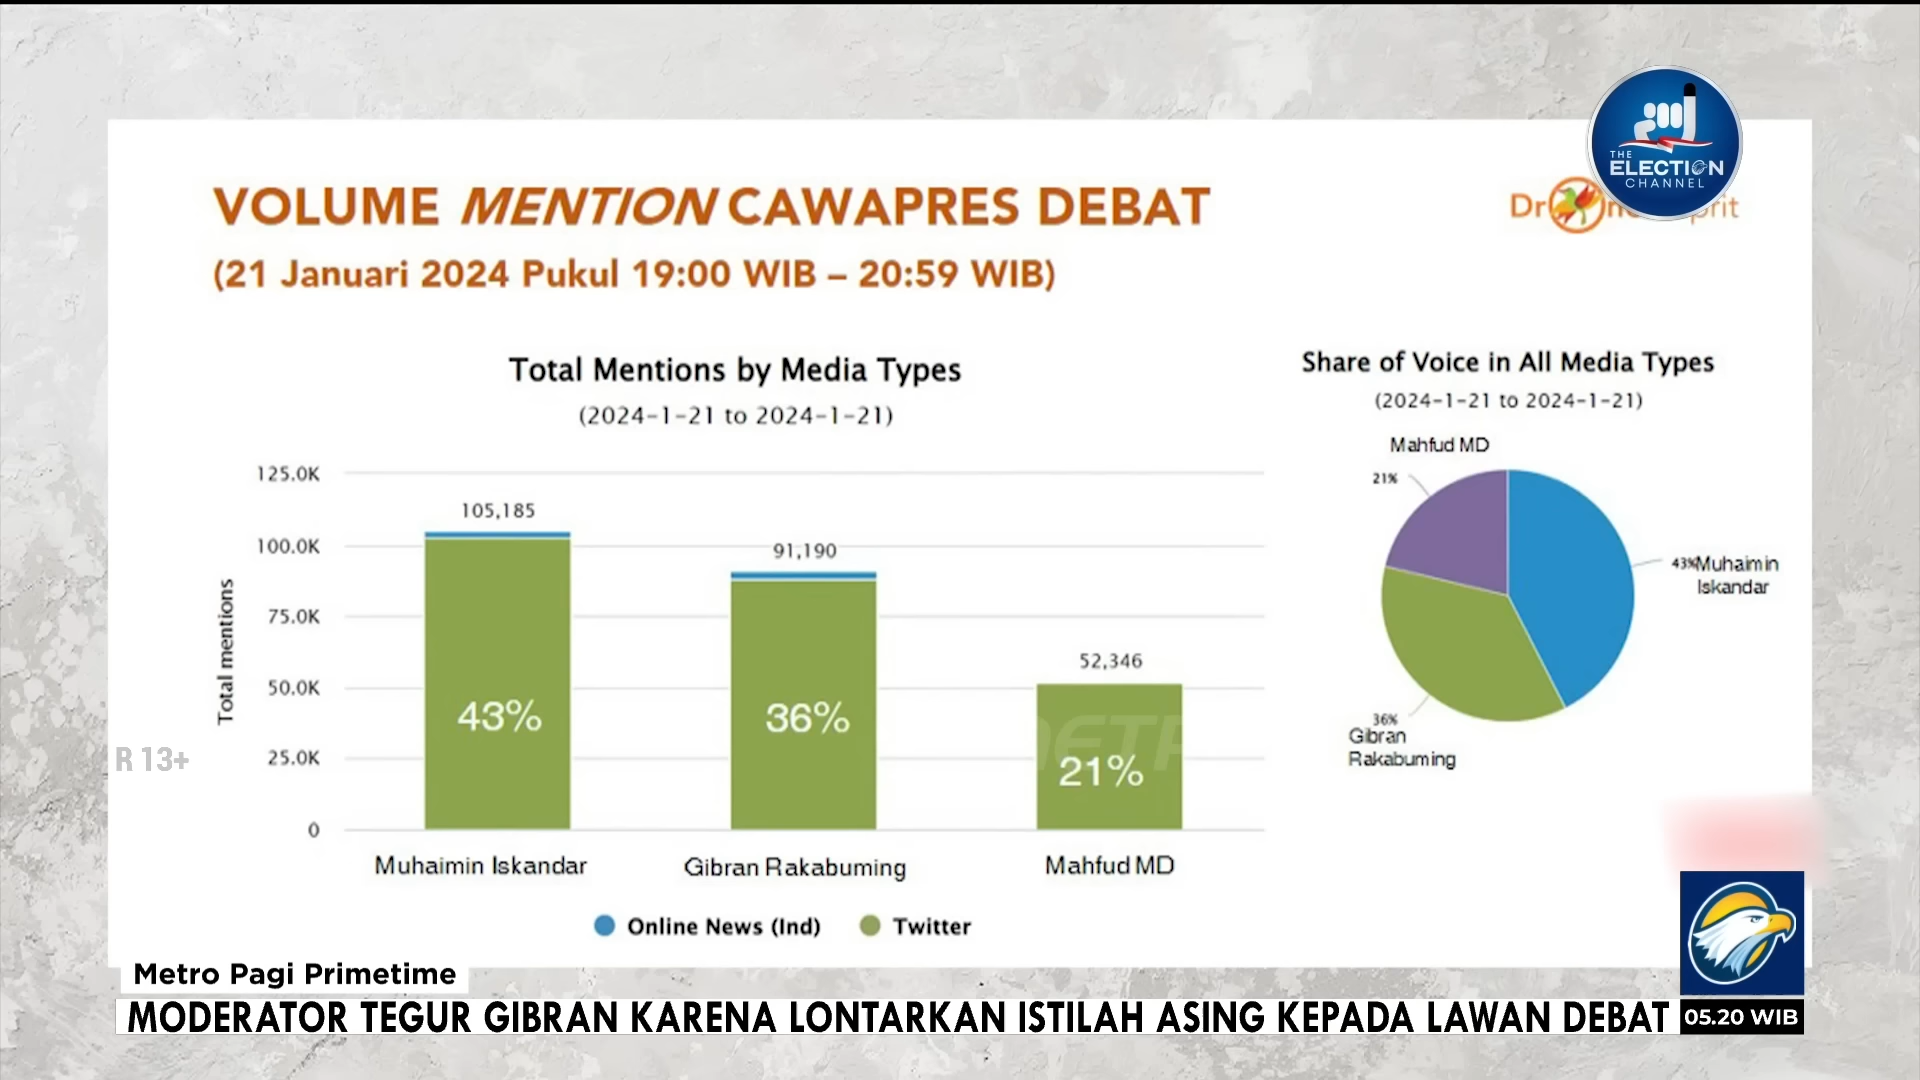 THE
ELECTION
CHANNEL
VOLUME MENTION CAWAPRES DEBAT
(21 Januari 2024 Pukul 19:00 WIB – 20:59 WIB)
Total Mentions by Media Types
(2024-1-21 to 2024-1-21)
Total mentions
125.0K
100.0K
75.0K
50.0K
25.0K
0
105,185
91,190
52,346
43%
36%
21%
Muhaimin Iskandar
Gibran Rakabuming
Mahfud MD
Online News (Ind)
Twitter
Share of Voice in All Media Types
(2024-1-21 to 2024-1-21)
Mahfud MD
21%
43% Muhaimin
Iskandar
36%
Gibran
Rakabuming
R 13+
Metro Pagi Primetime
MODERATOR TEGUR GIBRAN KARENA LONTARKAN ISTILAH ASING KEPADA LAWAN DEBAT
05.20 WIB